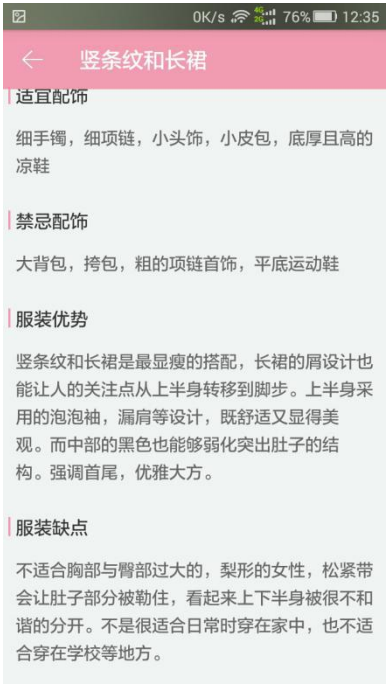 0K/s 4G 2G 76% 12:35
竖条纹和长裙
适宜配饰
细手镯，细项链，小头饰，小皮包，底厚且高的
凉鞋
禁忌配饰
大背包，挎包，粗的项链首饰，平底运动鞋
服装优势
竖条纹和长裙是最显瘦的搭配，长裙的屑设计也
能让人的关注点从上半身转移到脚步。上半身采
用的泡泡袖，漏肩等设计，既舒适又显得美
观。而中部的黑色也能够弱化突出肚子的结
构。强调首尾，优雅大方。
服装缺点
不适合胸部与臀部过大的，梨形的女性，松紧带
会让肚子部分被勒住，看起来上下半身被很不和
谐的分开。不是很适合日常时穿在家中，也不适
合穿在学校等地方。